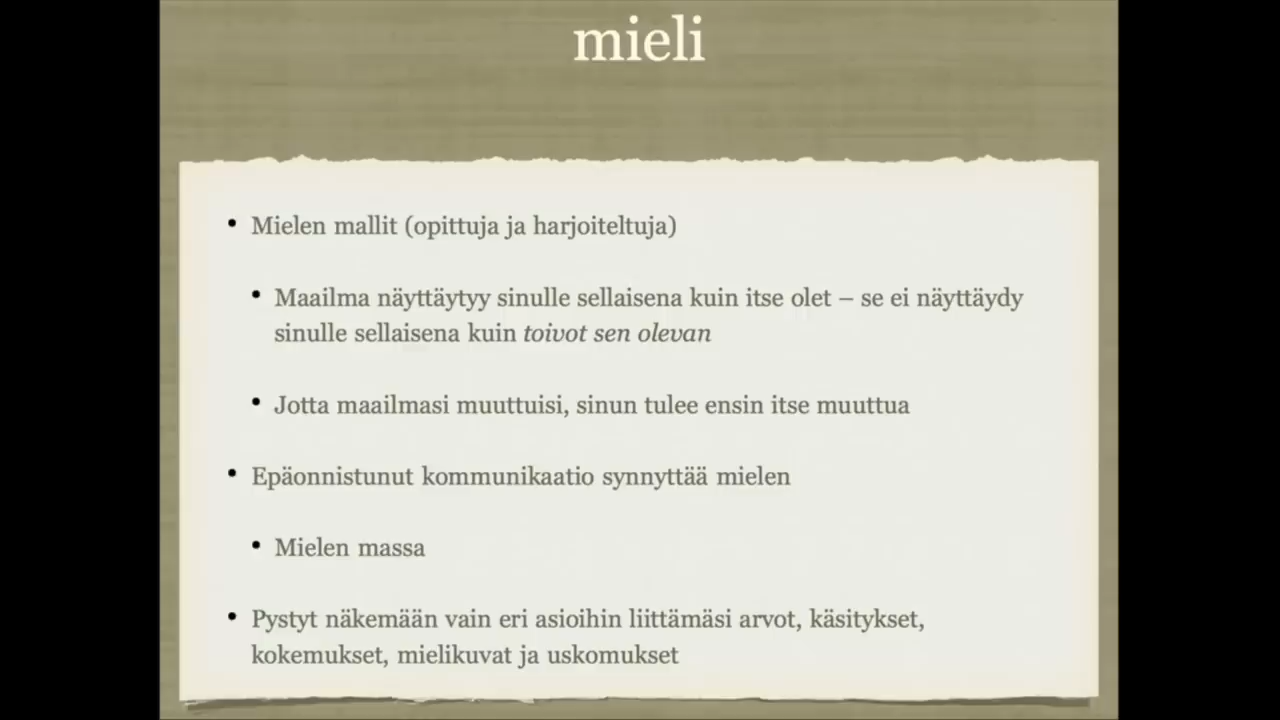 mieli
• Mielen mallit (opittuja ja harjoiteltuja)
• Maailma näyttäytyy sinulle sellaisena kuin itse olet – se ei näyttäydy
sinulle sellaisena kuin toivot sen olevan
• Jotta maailmasi muuttuisi, sinun tulee ensin itse muuttua
• Epäonnistunut kommunikaatio synnyttää mielen
• Mielen massa
• Pystyt näkemään vain eri asioihin liittämäsi arvot, käsitykset,
kokemukset, mielikuvat ja uskomukset